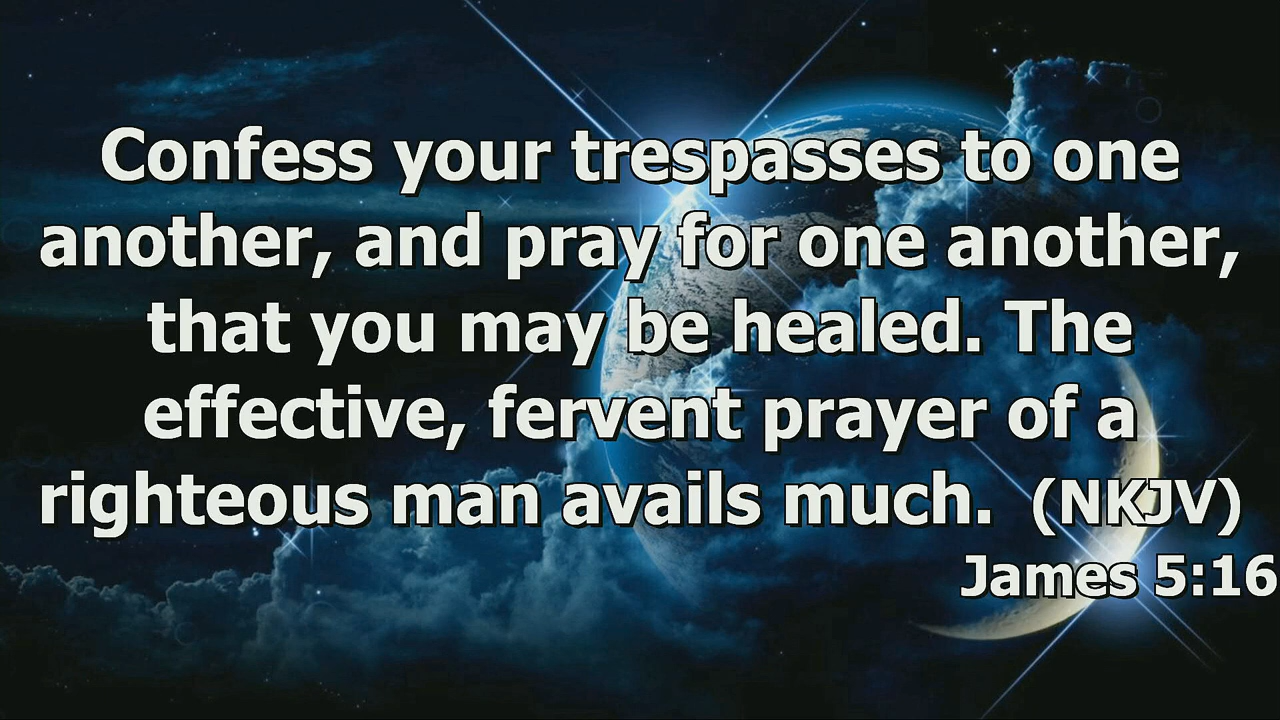 Confess your trespasses to one
another, and pray for one another,
that you may be healed. The
effective, fervent prayer of a
righteous man avails much. (NKJV)
James 5:16